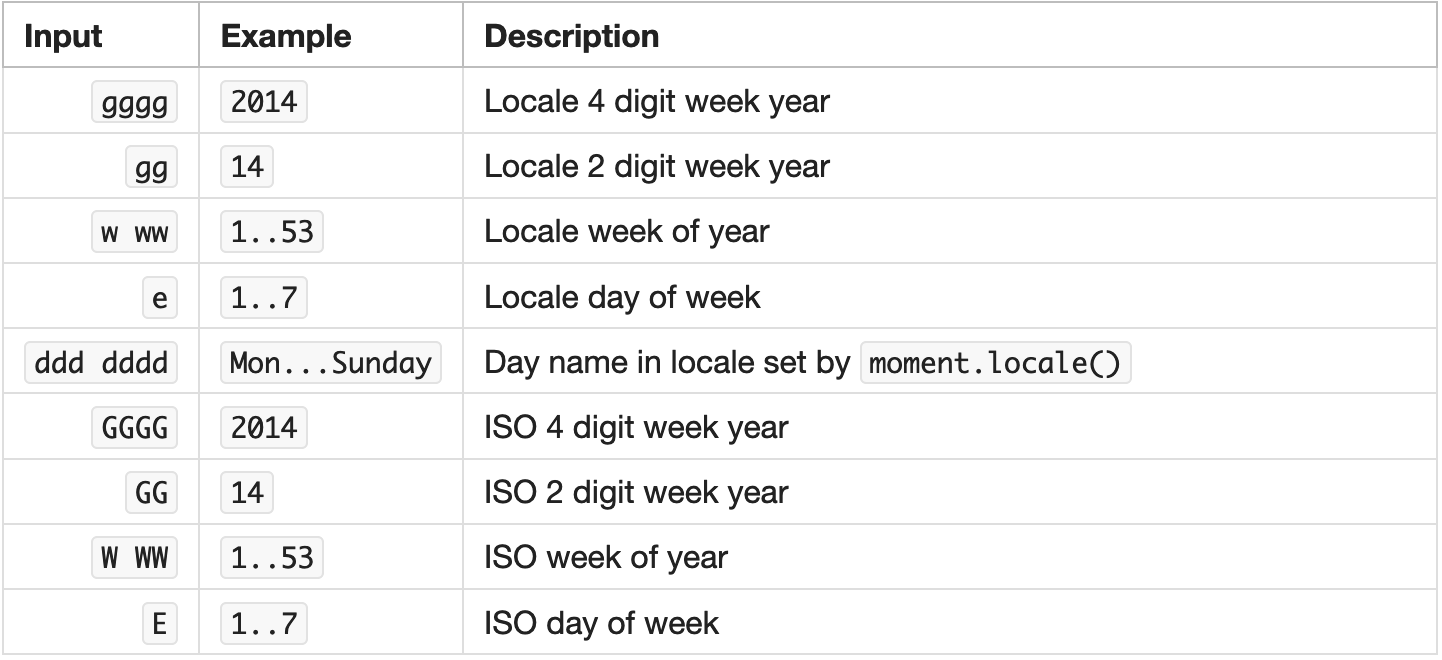 Input Example Description
gggg 2014 Locale 4 digit week year
gg 14 Locale 2 digit week year
w ww 1..53 Locale week of year
e 1..7 Locale day of week
ddd dddd Mon...Sunday Day name in locale set by moment.locale()
GGGG 2014 ISO 4 digit week year
GG 14 ISO 2 digit week year
W WW 1..53 ISO week of year
E 1..7 ISO day of week